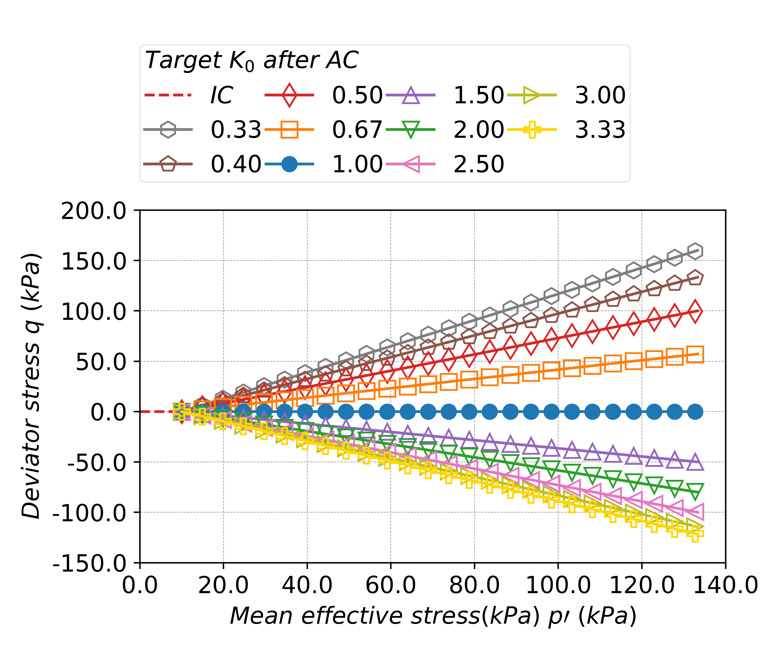 Target K₀ after AC
IC 0.50 1.50 3.00
0.33 0.67 2.00 3.33
0.40 1.00 2.50
200.0
150.0
100.0
50.0
0.0
-50.0
-100.0
-150.0
Deviator stress q (kPa)
0.0 20.0 40.0 60.0 80.0 100.0 120.0 140.0
Mean effective stress(kPa) p′ (kPa)